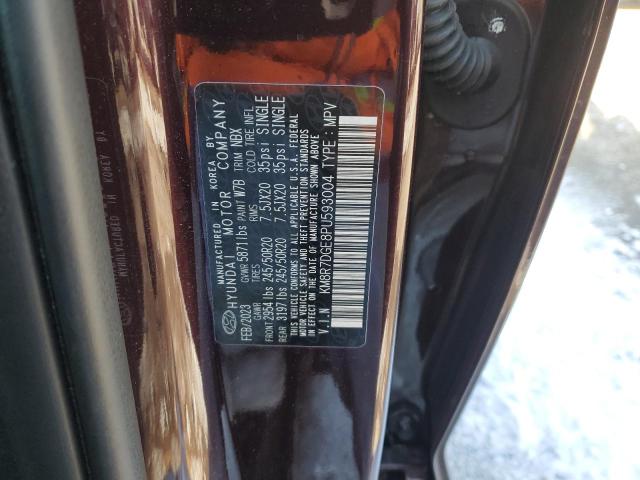 MANUFACTURED IN KOREA BY
HYUNDAI MOTOR COMPANY
FEB/2023 GVWR 5871lbs PAINT W7B TRIM NBX
GAWR TIRES RIMS COLD TIRE INFL
FRONT 2954 lbs 245/50R20 7.5JX20 35psi SINGLE
REAR 3197 lbs 245/50R20 7.5JX20 35psi SINGLE
THIS VEHICLE CONFORMS TO ALL APPLICABLE U.S.A. FEDERAL
MOTOR VEHICLE SAFETY AND THEFT PREVENTION STANDARDS
IN EFFECT ON THE DATE OF MANUFACTURE SHOWN ABOVE
V.I.N KM8R7DGE8PU593004 TYPE : MPV